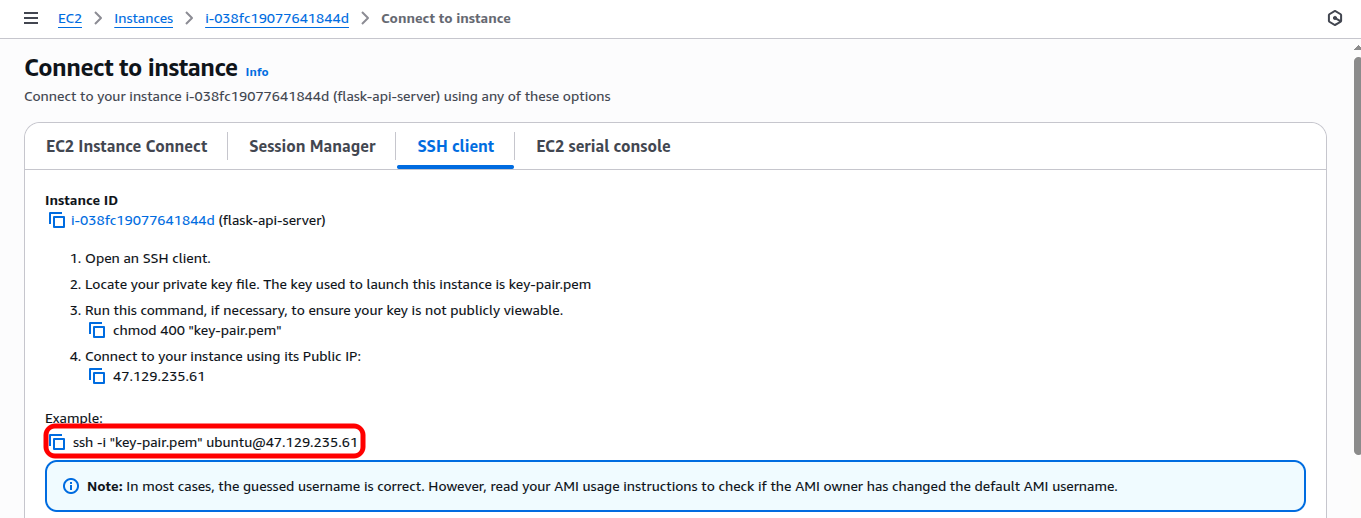 EC2 > Instances > i-038fc19077641844d > Connect to instance
Connect to instance Info
Connect to your instance i-038fc19077641844d (flask-api-server) using any of these options
EC2 Instance Connect Session Manager SSH client EC2 serial console
Instance ID
i-038fc19077641844d (flask-api-server)
1. Open an SSH client.
2. Locate your private key file. The key used to launch this instance is key-pair.pem
3. Run this command, if necessary, to ensure your key is not publicly viewable.
chmod 400 "key-pair.pem"
4. Connect to your instance using its Public IP:
47.129.235.61
Example:
ssh -i "key-pair.pem" ubuntu@47.129.235.61
Note: In most cases, the guessed username is correct. However, read your AMI usage instructions to check if the AMI owner has changed the default AMI username.